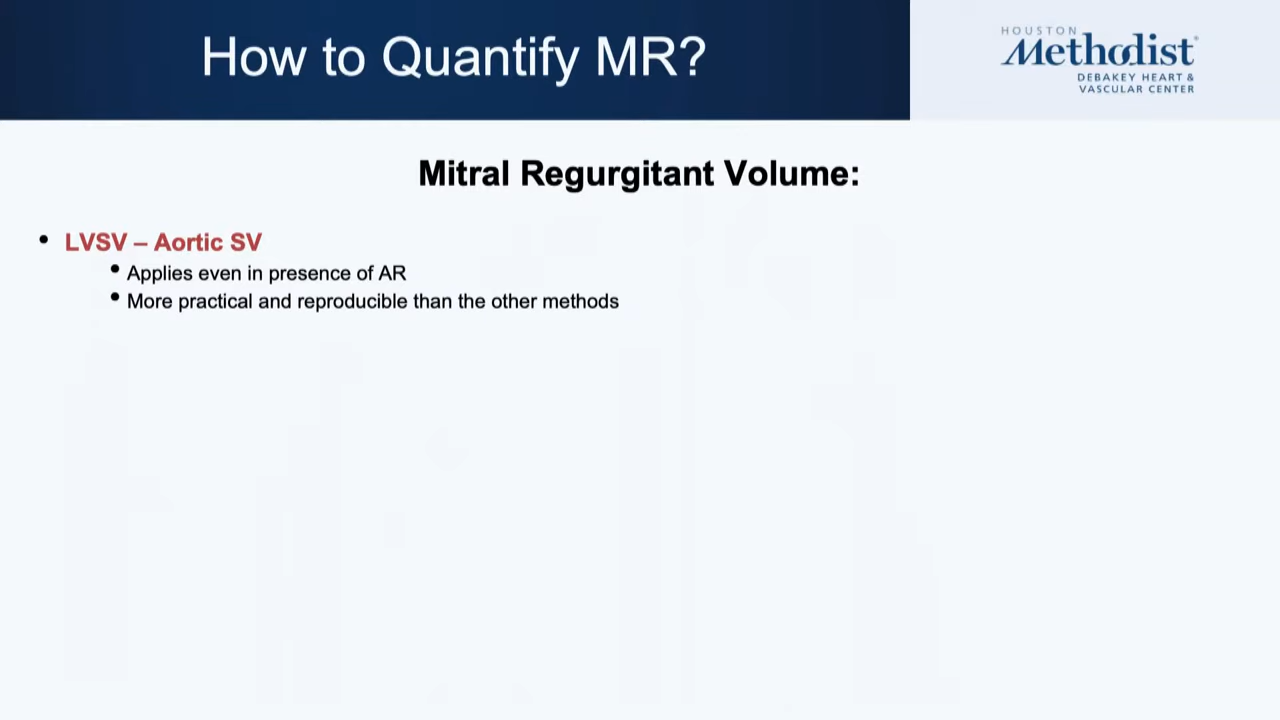 How to Quantify MR?
HOUSTON
Methodist®
DEBAKEY HEART &
VASCULAR CENTER
Mitral Regurgitant Volume:
• LVSV – Aortic SV
• Applies even in presence of AR
• More practical and reproducible than the other methods